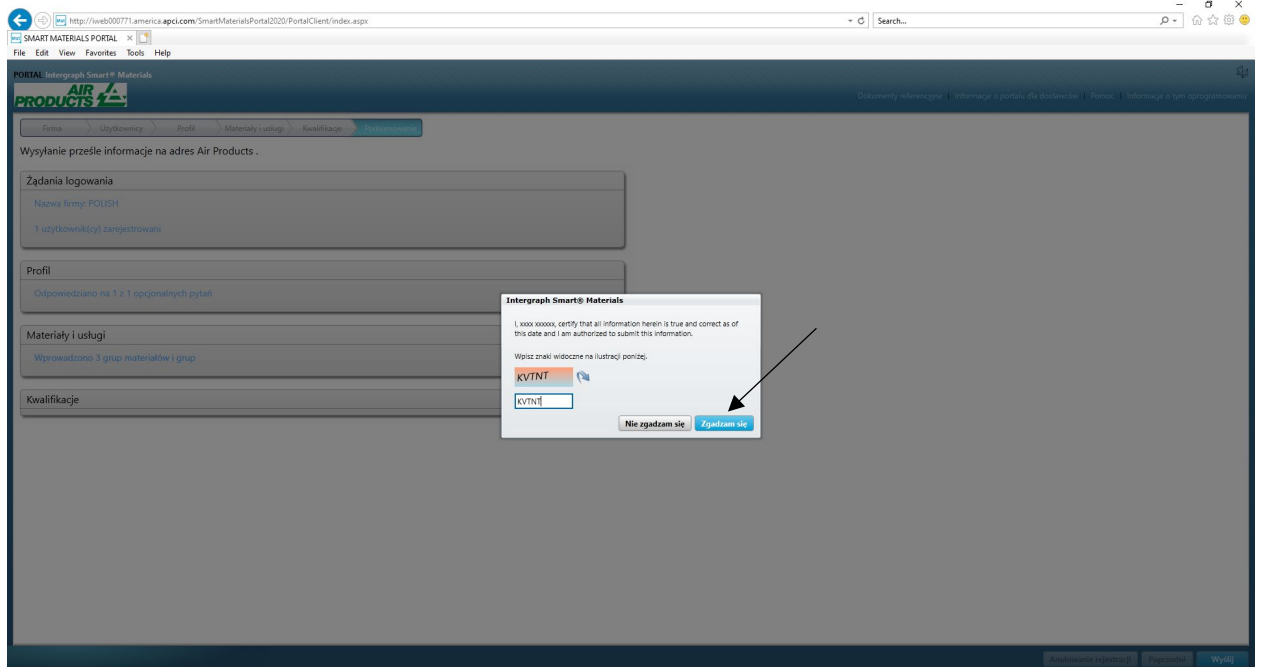 http://iweb000771.america.apci.com/SmartMaterialsPortal2020/PortalClient/index.aspx
Search...
SMART MATERIALS PORTAL
File Edit View Favorites Tools Help
PORTAL Intergraph Smart® Materials
AIR PRODUCTS
Dokumenty referencyjne | Informacje o portalu dla dostawców | Pomoc | Informacje o tym oprogramowaniu
Firma Użytkownicy Profil Materiały i usługi Kwalifikacje Podsumowanie
Wysyłanie prześle informacje na adres Air Products .
Żądania logowania
Nazwa firmy: POLISH
1 użytkownik(cy) zarejestrowani
Profil
Odpowiedziano na 1 z 1 opcjonalnych pytań
Materiały i usługi
Wprowadzono 3 grup materiałów i grup
Kwalifikacje
Intergraph Smart® Materials
I, xxxx xxxxxx, certify that all information herein is true and correct as of
this date and I am authorized to submit this information.
Wpisz znaki widoczne na ilustracji poniżej.
KVTNT
KVTNT
Nie zgadzam się Zgadzam się
Anulowanie rejestracji Poprzedni Wyślij